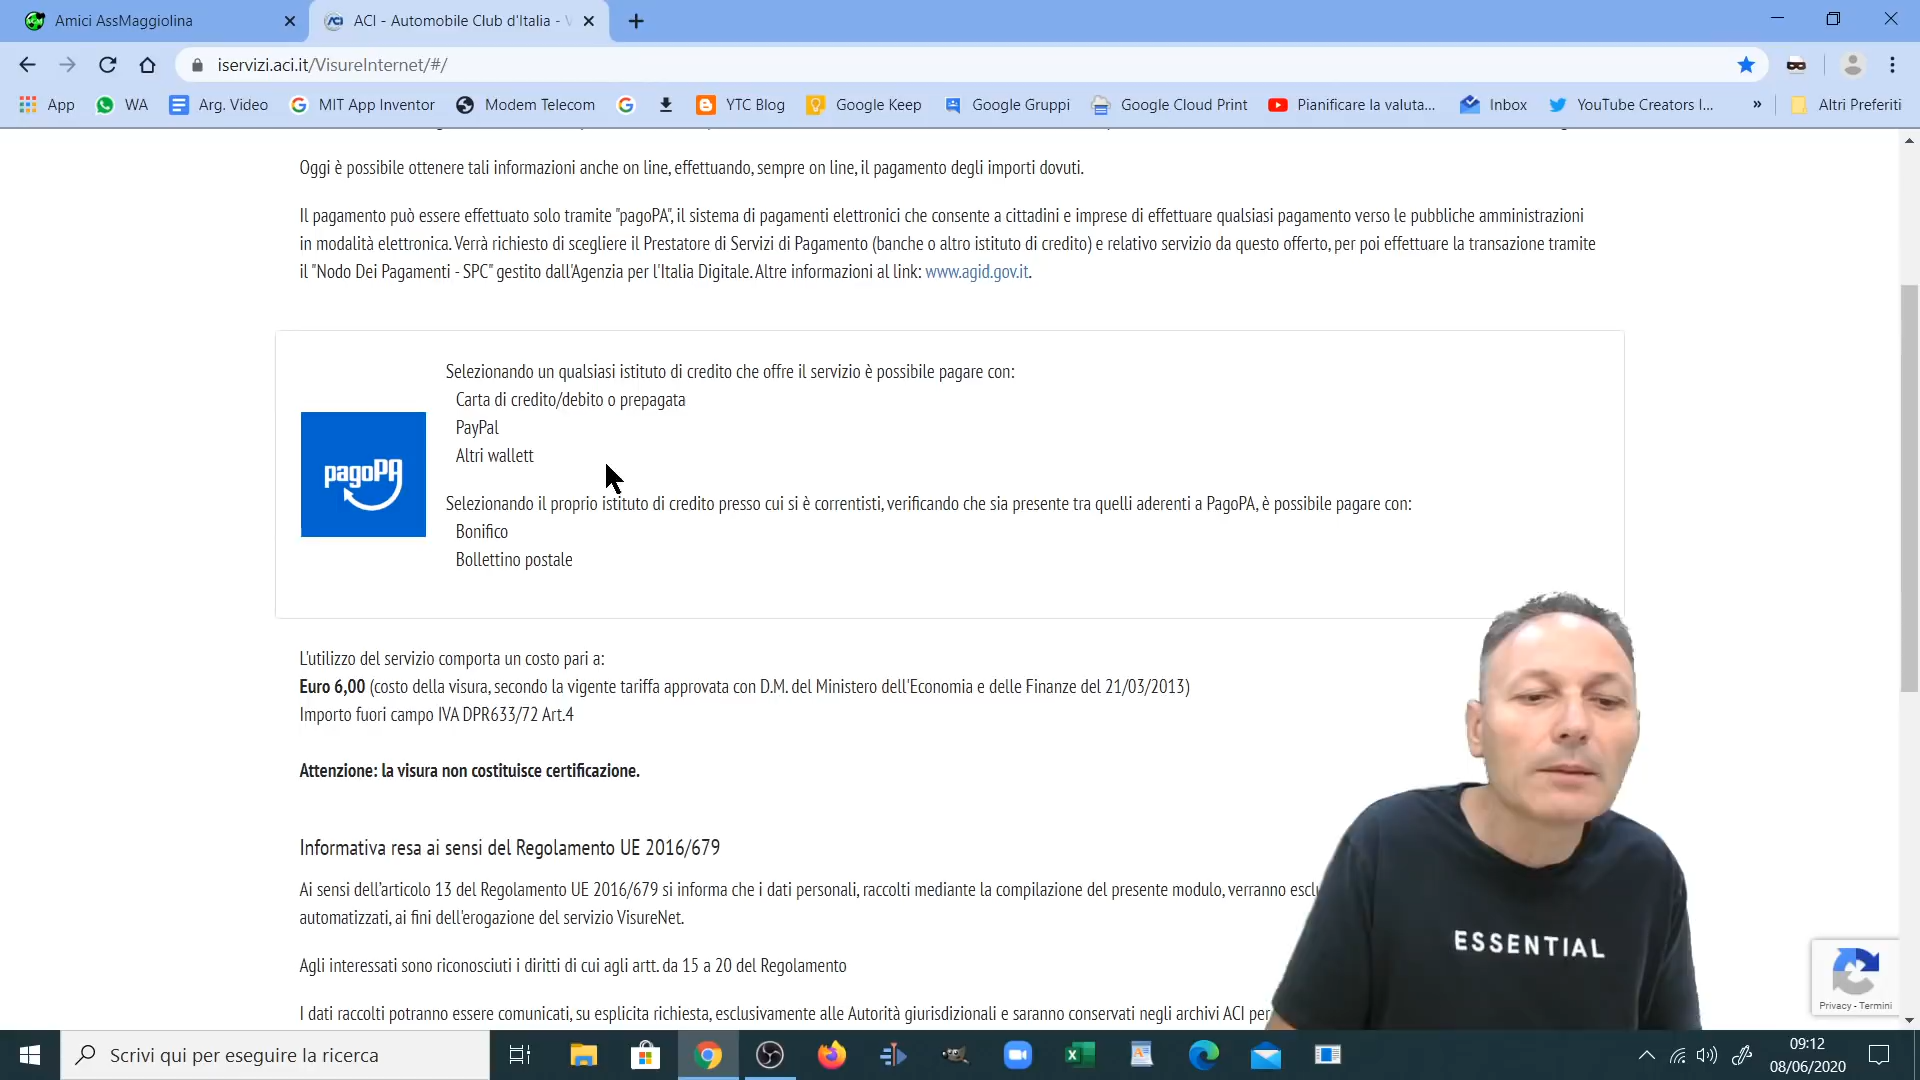 Amici AssMaggiolina
ACI - Automobile Club d'Italia - V
iservizi.aci.it/VisureInternet/#/
App WA Arg. Video MIT App Inventor Modem Telecom YTC Blog Google Keep Google Gruppi Google Cloud Print Pianificare la valuta... Inbox YouTube Creators I... » Altri Preferiti
Oggi è possibile ottenere tali informazioni anche on line, effettuando, sempre on line, il pagamento degli importi dovuti.
Il pagamento può essere effettuato solo tramite "pagoPA", il sistema di pagamenti elettronici che consente a cittadini e imprese di effettuare qualsiasi pagamento verso le pubbliche amministrazioni
in modalità elettronica. Verrà richiesto di scegliere il Prestatore di Servizi di Pagamento (banche o altro istituto di credito) e relativo servizio da questo offerto, per poi effettuare la transazione tramite
il "Nodo Dei Pagamenti - SPC" gestito dall'Agenzia per l'Italia Digitale. Altre informazioni al link: www.agid.gov.it.
pagoPA
Selezionando un qualsiasi istituto di credito che offre il servizio è possibile pagare con:
Carta di credito/debito o prepagata
PayPal
Altri wallett
Selezionando il proprio istituto di credito presso cui si è correntisti, verificando che sia presente tra quelli aderenti a PagoPA, è possibile pagare con:
Bonifico
Bollettino postale
L'utilizzo del servizio comporta un costo pari a:
Euro 6,00 (costo della visura, secondo la vigente tariffa approvata con D.M. del Ministero dell'Economia e delle Finanze del 21/03/2013)
Importo fuori campo IVA DPR633/72 Art.4
Attenzione: la visura non costituisce certificazione.
Informativa resa ai sensi del Regolamento UE 2016/679
Ai sensi dell'articolo 13 del Regolamento UE 2016/679 si informa che i dati personali, raccolti mediante la compilazione del presente modulo, verranno esclu
automatizzati, ai fini dell'erogazione del servizio VisureNet.
Agli interessati sono riconosciuti i diritti di cui agli artt. da 15 a 20 del Regolamento
I dati raccolti potranno essere comunicati, su esplicita richiesta, esclusivamente alle Autorità giurisdizionali e saranno conservati negli archivi ACI per
ESSENTIAL
Privacy - Termini
Scrivi qui per eseguire la ricerca
09:12
08/06/2020